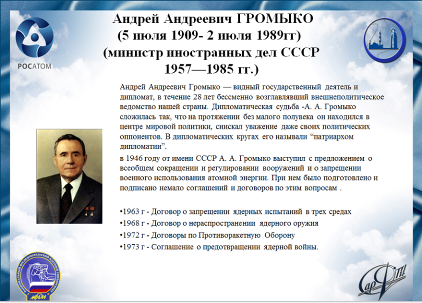 Андрей Андреевич ГРОМЫКО
(5 июля 1909- 2 июля 1989гг)
(министр иностранных дел СССР
1957—1985 гг.)
РОСАТОМ
Андрей Андреевич Громыко — видный государственный деятель и
дипломат, в течение 28 лет бессменно возглавлявший внешнеполитическое
ведомство нашей страны. Дипломатическая судьба -А. А. Громыко
сложилась так, что на протяжении без малого полувека он находился в
центре мировой политики, снискал уважение даже своих политических
оппонентов. В дипломатических кругах его называли "патриархом
дипломатии".
в 1946 году от имени СССР А. А. Громыко выступил с предложением о
всеобщем сокращении и регулировании вооружений и о запрещении
военного использования атомной энергии. При нем было подготовлено и
подписано немало соглашений и договоров по этим вопросам .
•1963 г - Договор о запрещении ядерных испытаний в трех средах
•1968 г - Договор о нераспространении ядерного оружия
•1972 г - Договоры по Противоракетную Оборону
•1973 г - Соглашение о предотвращении ядерной войны.